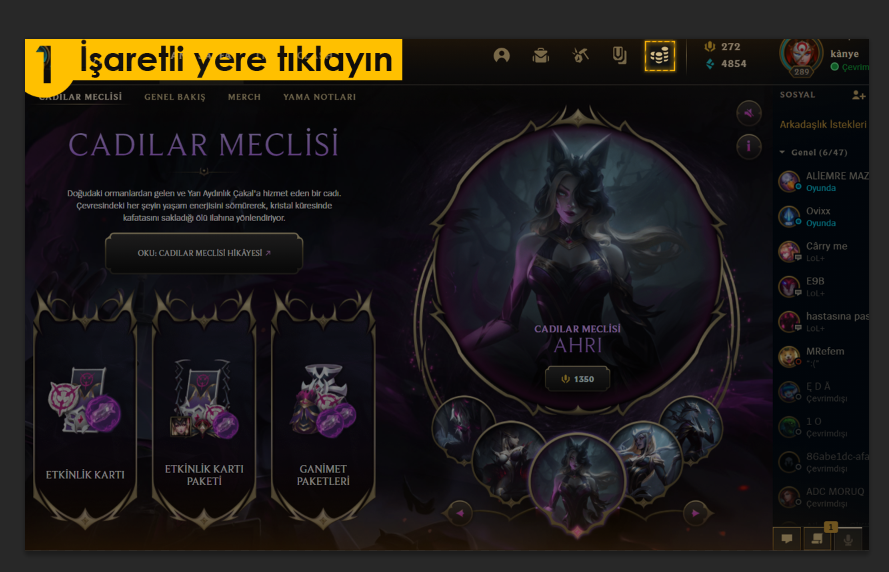 1 İşaretli yere tıklayın
272
4854
289
kànye
Çevrim
CADILAR MECLİSİ GENEL BAKIŞ MERCH YAMA NOTLARI
CADILAR MECLİSİ
Doğudaki ormanlardan gelen ve Yarı Aydınlık Çakal'a hizmet eden bir cadı.
Çevresindeki her şeyin yaşam enerjisini sömürerek, kristal küresinde
kafatasını sakladığı ölü ilahına yönlendiriyor.
OKU: CADILAR MECLİSİ HİKÂYESİ
ETKİNLİK KARTI
ETKİNLİK KARTI
PAKETİ
GANİMET
PAKETLERİ
CADILAR MECLİSİ
AHRI
1350
SOSYAL
Arkadaşlık İstekleri
Genel (6/47)
ALİEMRE MAZ
Oyunda
Ovixx
Oyunda
Cârry me
LoL+
E9B
LoL+
hastasına pas
LoL+
MRefem
Ę D Â
Çevrimdışı
1 O
Çevrimdışı
86abe1dc-afa
Çevrimdışı
ADC MORUQ
Çevrimdışı
1